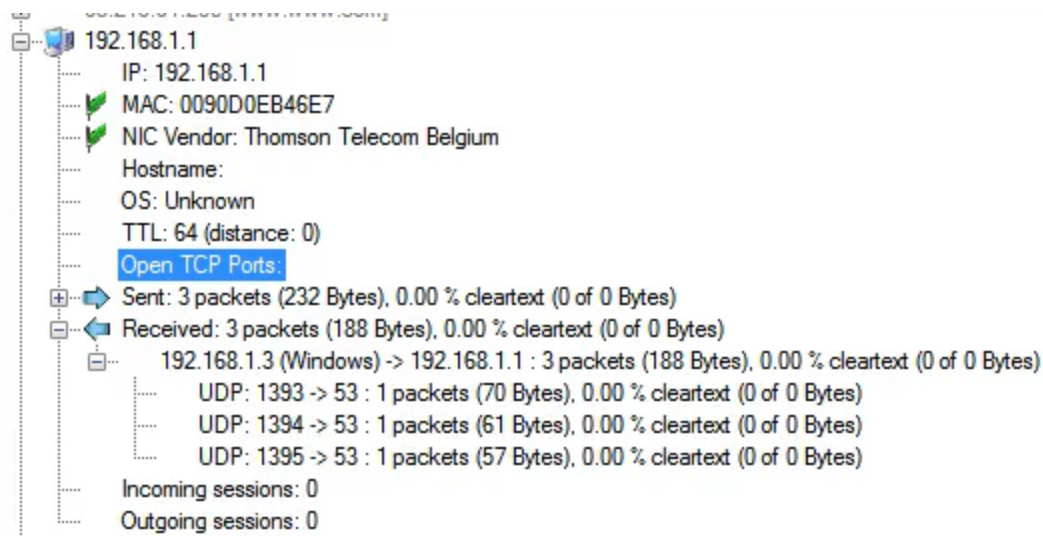 192.168.1.1
IP: 192.168.1.1
MAC: 0090D0EB46E7
NIC Vendor: Thomson Telecom Belgium
Hostname:
OS: Unknown
TTL: 64 (distance: 0)
Open TCP Ports:
Sent: 3 packets (232 Bytes), 0.00 % cleartext (0 of 0 Bytes)
Received: 3 packets (188 Bytes), 0.00 % cleartext (0 of 0 Bytes)
192.168.1.3 (Windows) -> 192.168.1.1 : 3 packets (188 Bytes), 0.00 % cleartext (0 of 0 Bytes)
UDP: 1393 -> 53 : 1 packets (70 Bytes), 0.00 % cleartext (0 of 0 Bytes)
UDP: 1394 -> 53 : 1 packets (61 Bytes), 0.00 % cleartext (0 of 0 Bytes)
UDP: 1395 -> 53 : 1 packets (57 Bytes), 0.00 % cleartext (0 of 0 Bytes)
Incoming sessions: 0
Outgoing sessions: 0